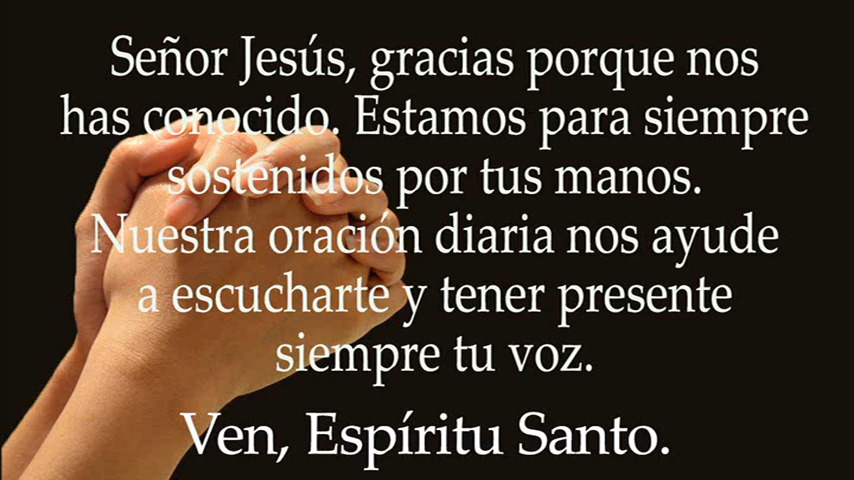 Señor Jesús, gracias porque nos
has conocido. Estamos para siempre
sostenidos por tus manos.
Nuestra oración diaria nos ayude
a escucharte y tener presente
siempre tu voz.
Ven, Espíritu Santo.